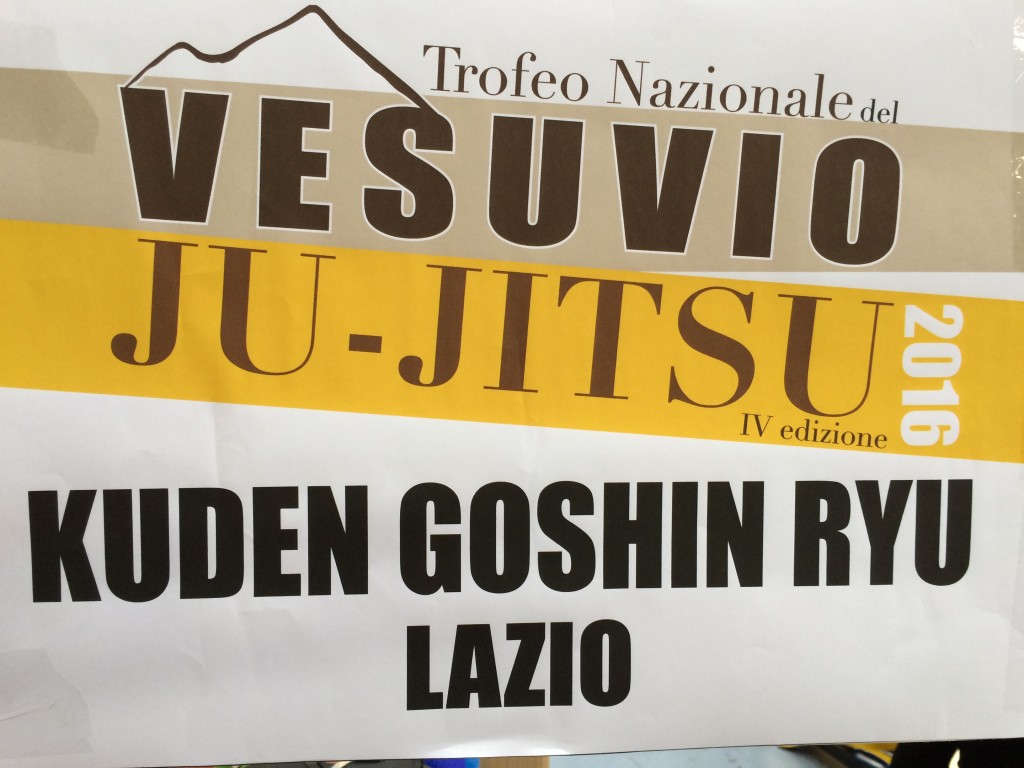 Trofeo Nazionale del
VESUVIO
JU-JITSU
2016
IV edizione
KUDEN GOSHIN RYU
LAZIO